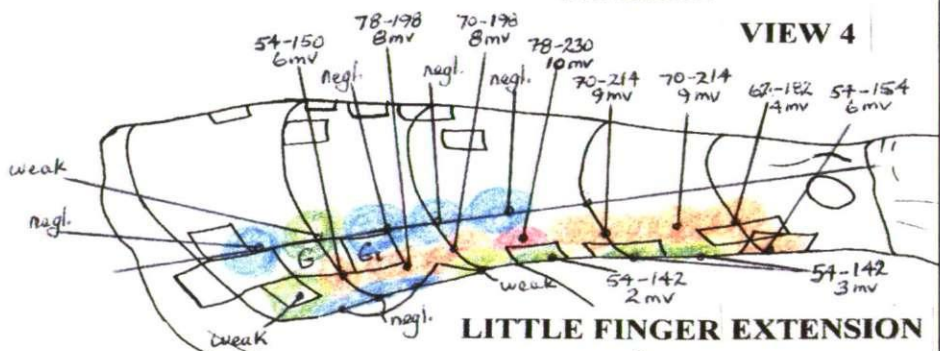 VIEW 4
54-150
6mv
78-198
8mv
70-198
8mv
78-230
10mv
negl.
negl.
negl.
70-214
9mv
70-214
9mv
62-182
4mv
54-154
6mv
weak
negl.
G
G1
weak
negl.
weak
54-142
2mv
54-142
3mv
LITTLE FINGER EXTENSION